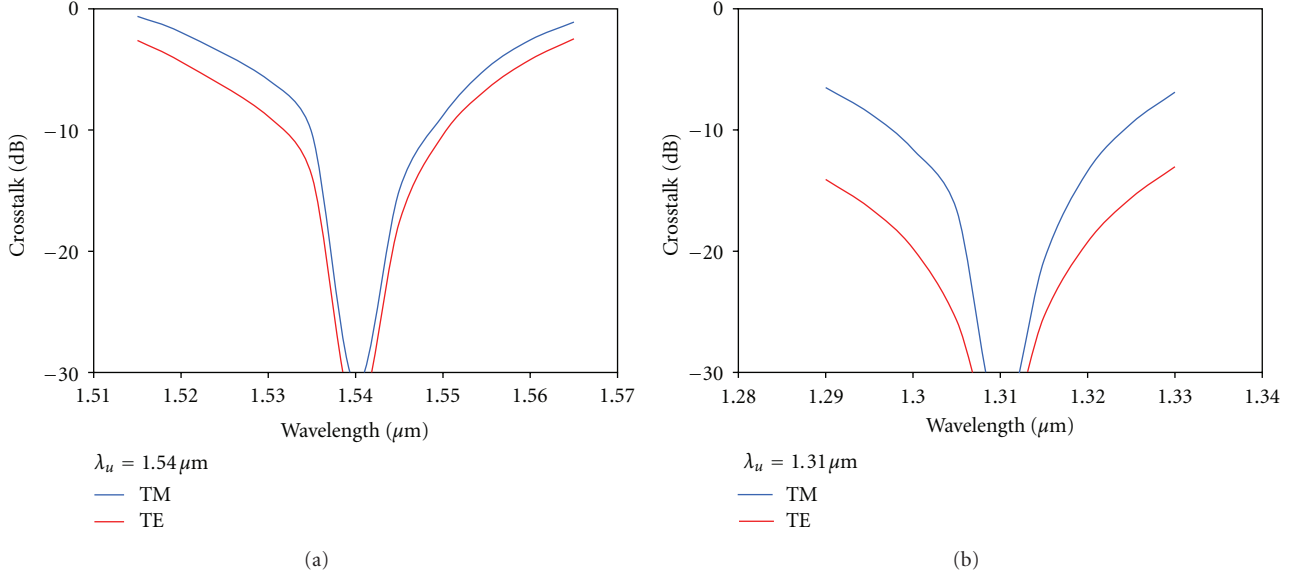 0
−10
−20
−30
Crosstalk (dB)
1.51 1.52 1.53 1.54 1.55 1.56 1.57
Wavelength (μm)
λu = 1.54 μm
TM
TE
(a)
0
−10
−20
−30
Crosstalk (dB)
1.28 1.29 1.3 1.31 1.32 1.33 1.34
Wavelength (μm)
λu = 1.31 μm
TM
TE
(b)